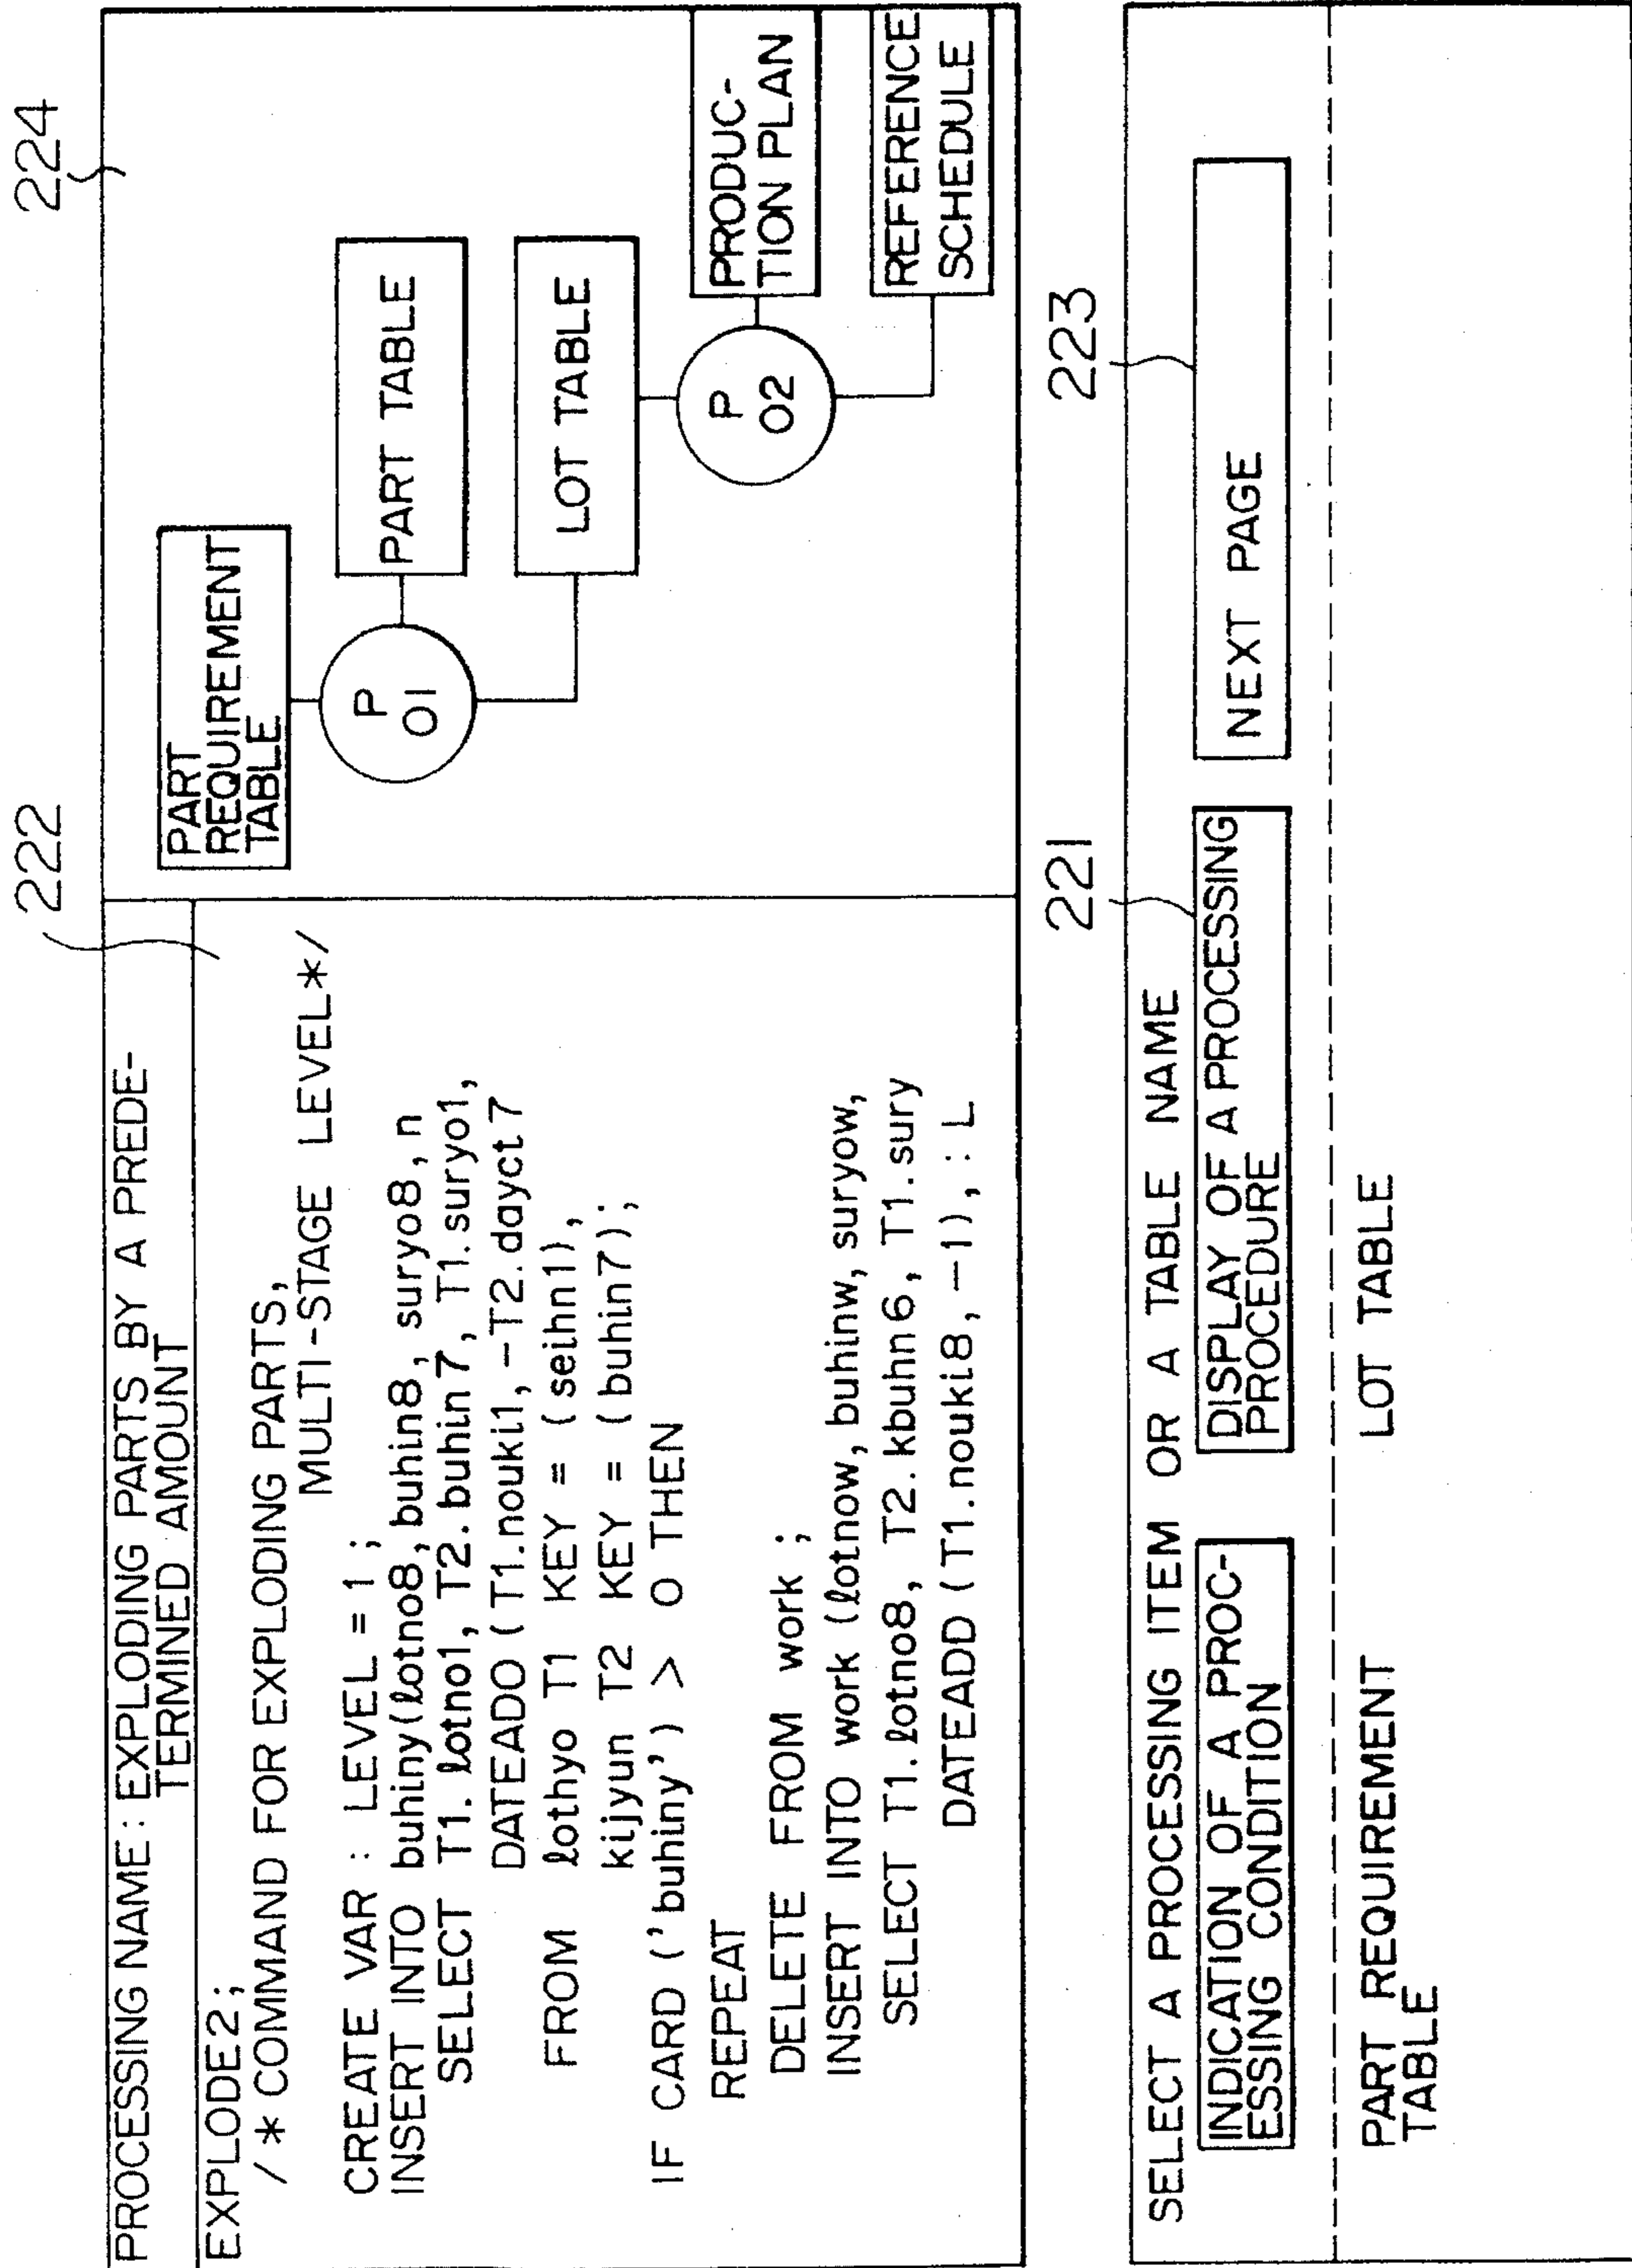 222
224
PROCESSING NAME: EXPLODING PARTS BY A PREDE-
TERMINED AMOUNT
EXPLODE2;
/* COMMAND FOR EXPLODING PARTS,
MULTI-STAGE LEVEL*/
CREATE VAR : LEVEL = 1 ;
INSERT INTO buhiny(lotno8, buhin8, suryo8, n
SELECT T1.lotno1, T2.buhin7, T1.suryo1,
DATEADO (T1.nouki1, -T2.dayct7
FROM lothyo T1 KEY = (seihn1),
kijyun T2 KEY = (buhin7);
IF CARD ('buhiny') > 0 THEN
REPEAT
DELETE FROM work ;
INSERT INTO work (lotnow, buhinw, suryow,
SELECT T1.lotno8, T2.kbuhn6, T1.sury
DATEADD (T1.nouki8, -1), : L
PART
REQUIREMENT
TABLE
P
01
PART TABLE
LOT TABLE
P
02
PRODUC-
TION PLAN
REFERENCE
SCHEDULE
221
223
SELECT A PROCESSING ITEM OR A TABLE NAME
INDICATION OF A PROC-
ESSING CONDITION
DISPLAY OF A PROCESSING
PROCEDURE
NEXT PAGE
PART REQUIREMENT
TABLE
LOT TABLE